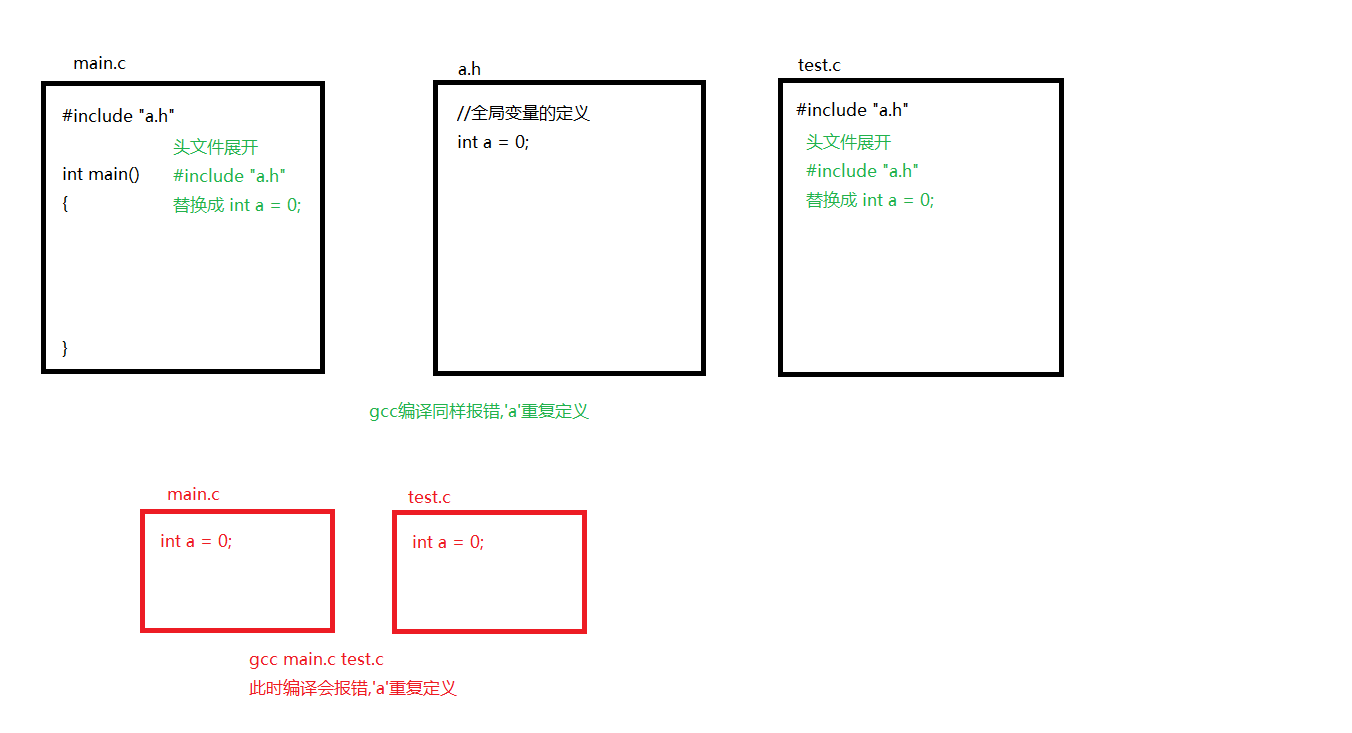 main.c
#include "a.h"
头文件展开
int main()
#include "a.h"
{
替换成 int a = 0;
}
a.h
//全局变量的定义
int a = 0;
test.c
#include "a.h"
头文件展开
#include "a.h"
替换成 int a = 0;
gcc编译同样报错,'a'重复定义
main.c
int a = 0;
test.c
int a = 0;
gcc main.c test.c
此时编译会报错,'a'重复定义